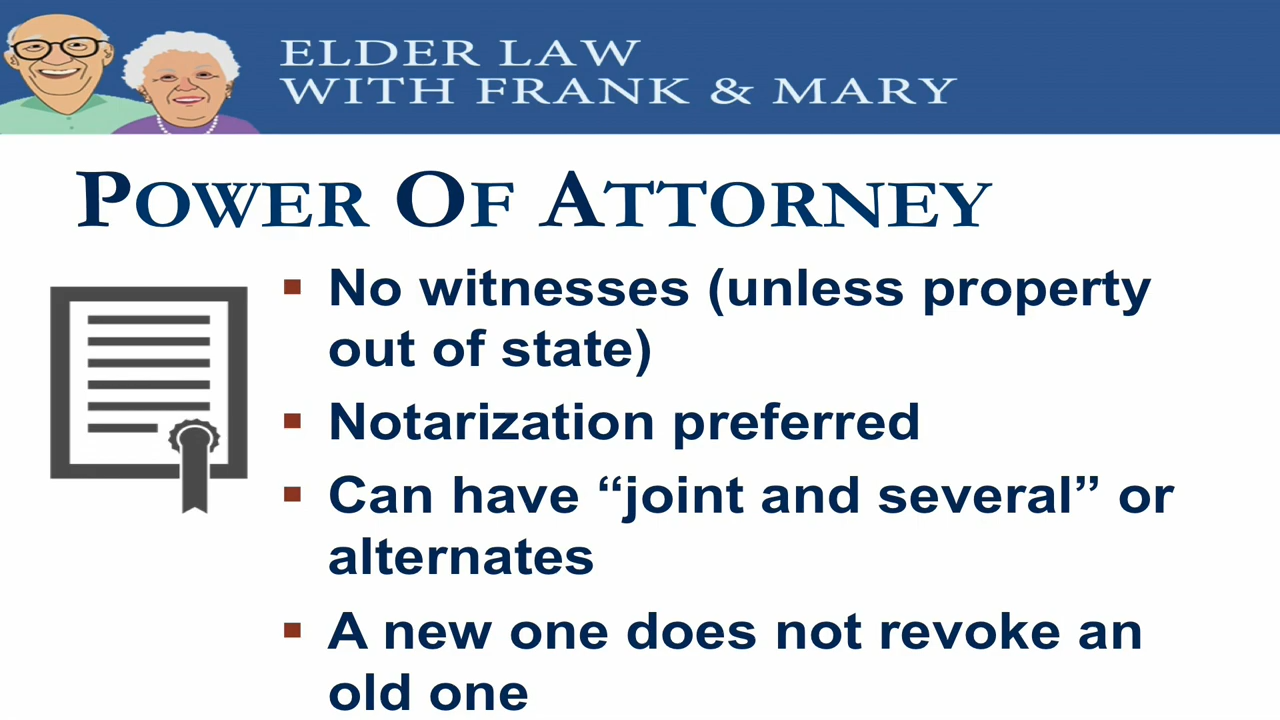 ELDER LAW
WITH FRANK & MARY
POWER OF ATTORNEY
▪ No witnesses (unless property
out of state)
▪ Notarization preferred
▪ Can have “joint and several” or
alternates
▪ A new one does not revoke an
old one